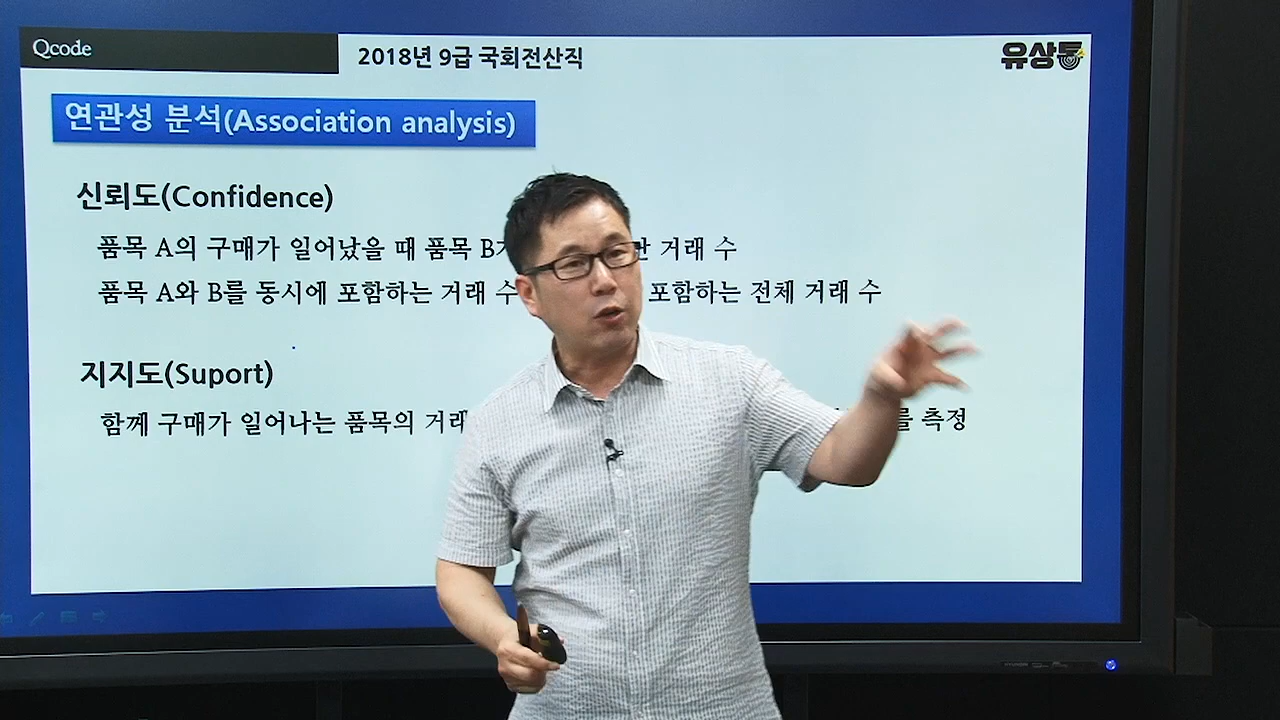 Qcode
2018년 9급 국회전산직
유상통
연관성 분석(Association analysis)
신뢰도(Confidence)
품목 A의 구매가 일어났을 때 품목 B가 거래 수
품목 A와 B를 동시에 포함하는 거래 수 포함하는 전체 거래 수
지지도(Suport)
함께 구매가 일어나는 품목의 거래 를 측정